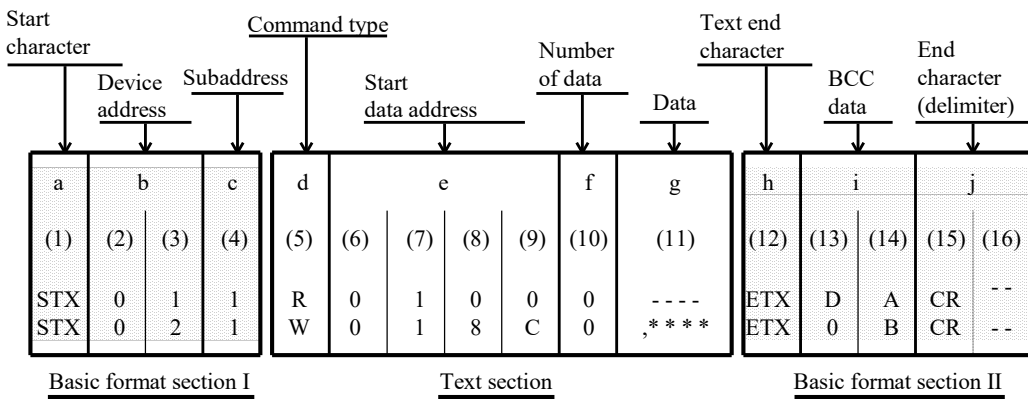 Start
character
Device
address
Subaddress
Command type
Start
data address
Number
of data
Data
Text end
character
BCC
data
End
character
(delimiter)
a b c d e f g h i j
(1) (2) (3) (4) (5) (6) (7) (8) (9) (10) (11) (12) (13) (14) (15) (16)
STX 0 1 1 R 0 1 0 0 0 - - - - ETX D A CR - -
STX 0 2 1 W 0 1 8 C 0 ,* * * * ETX 0 B CR - -
Basic format section I Text section Basic format section II